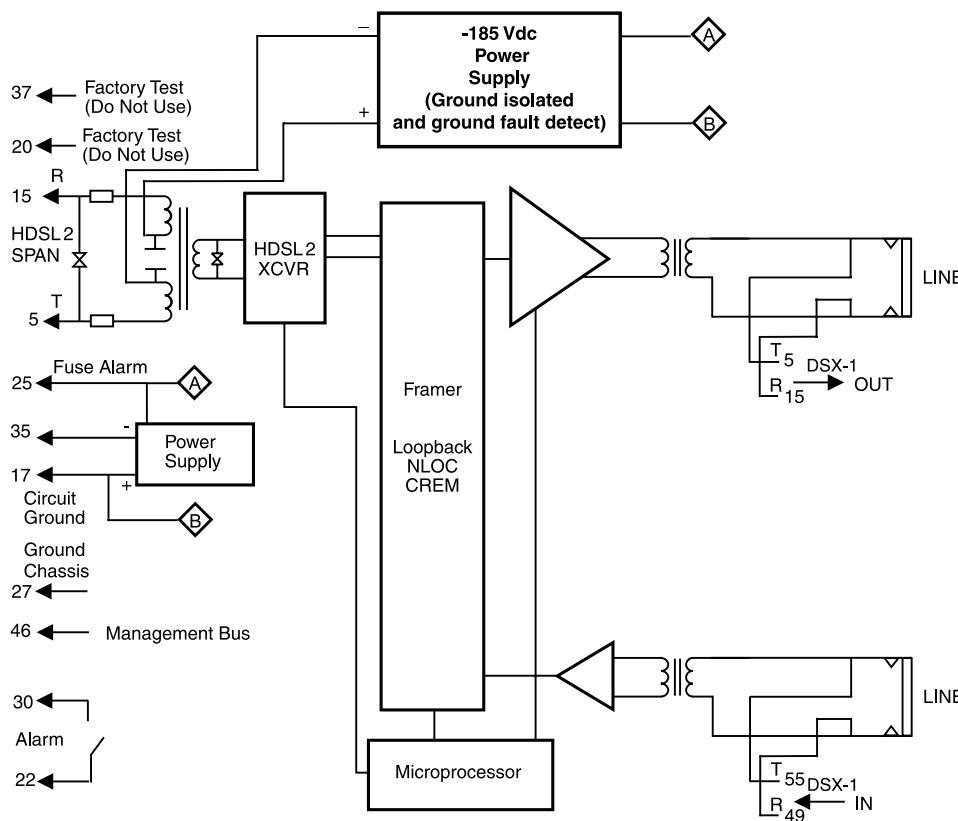 -185 Vdc
Power
Supply
(Ground isolated
and ground fault detect)
–
+
A
B
37
Factory Test
(Do Not Use)
20
Factory Test
(Do Not Use)
R
15
HDSL2
SPAN
T
5
HDSL2
XCVR
Framer
Loopback
NLOC
CREM
LINE
T
5
DSX-1
R
15
OUT
Fuse Alarm
25
A
35
-
Power
Supply
17
+
Circuit
Ground
B
Ground
Chassis
27
46
Management Bus
30
Alarm
22
Microprocessor
LINE
T
55
DSX-1
R
49
IN